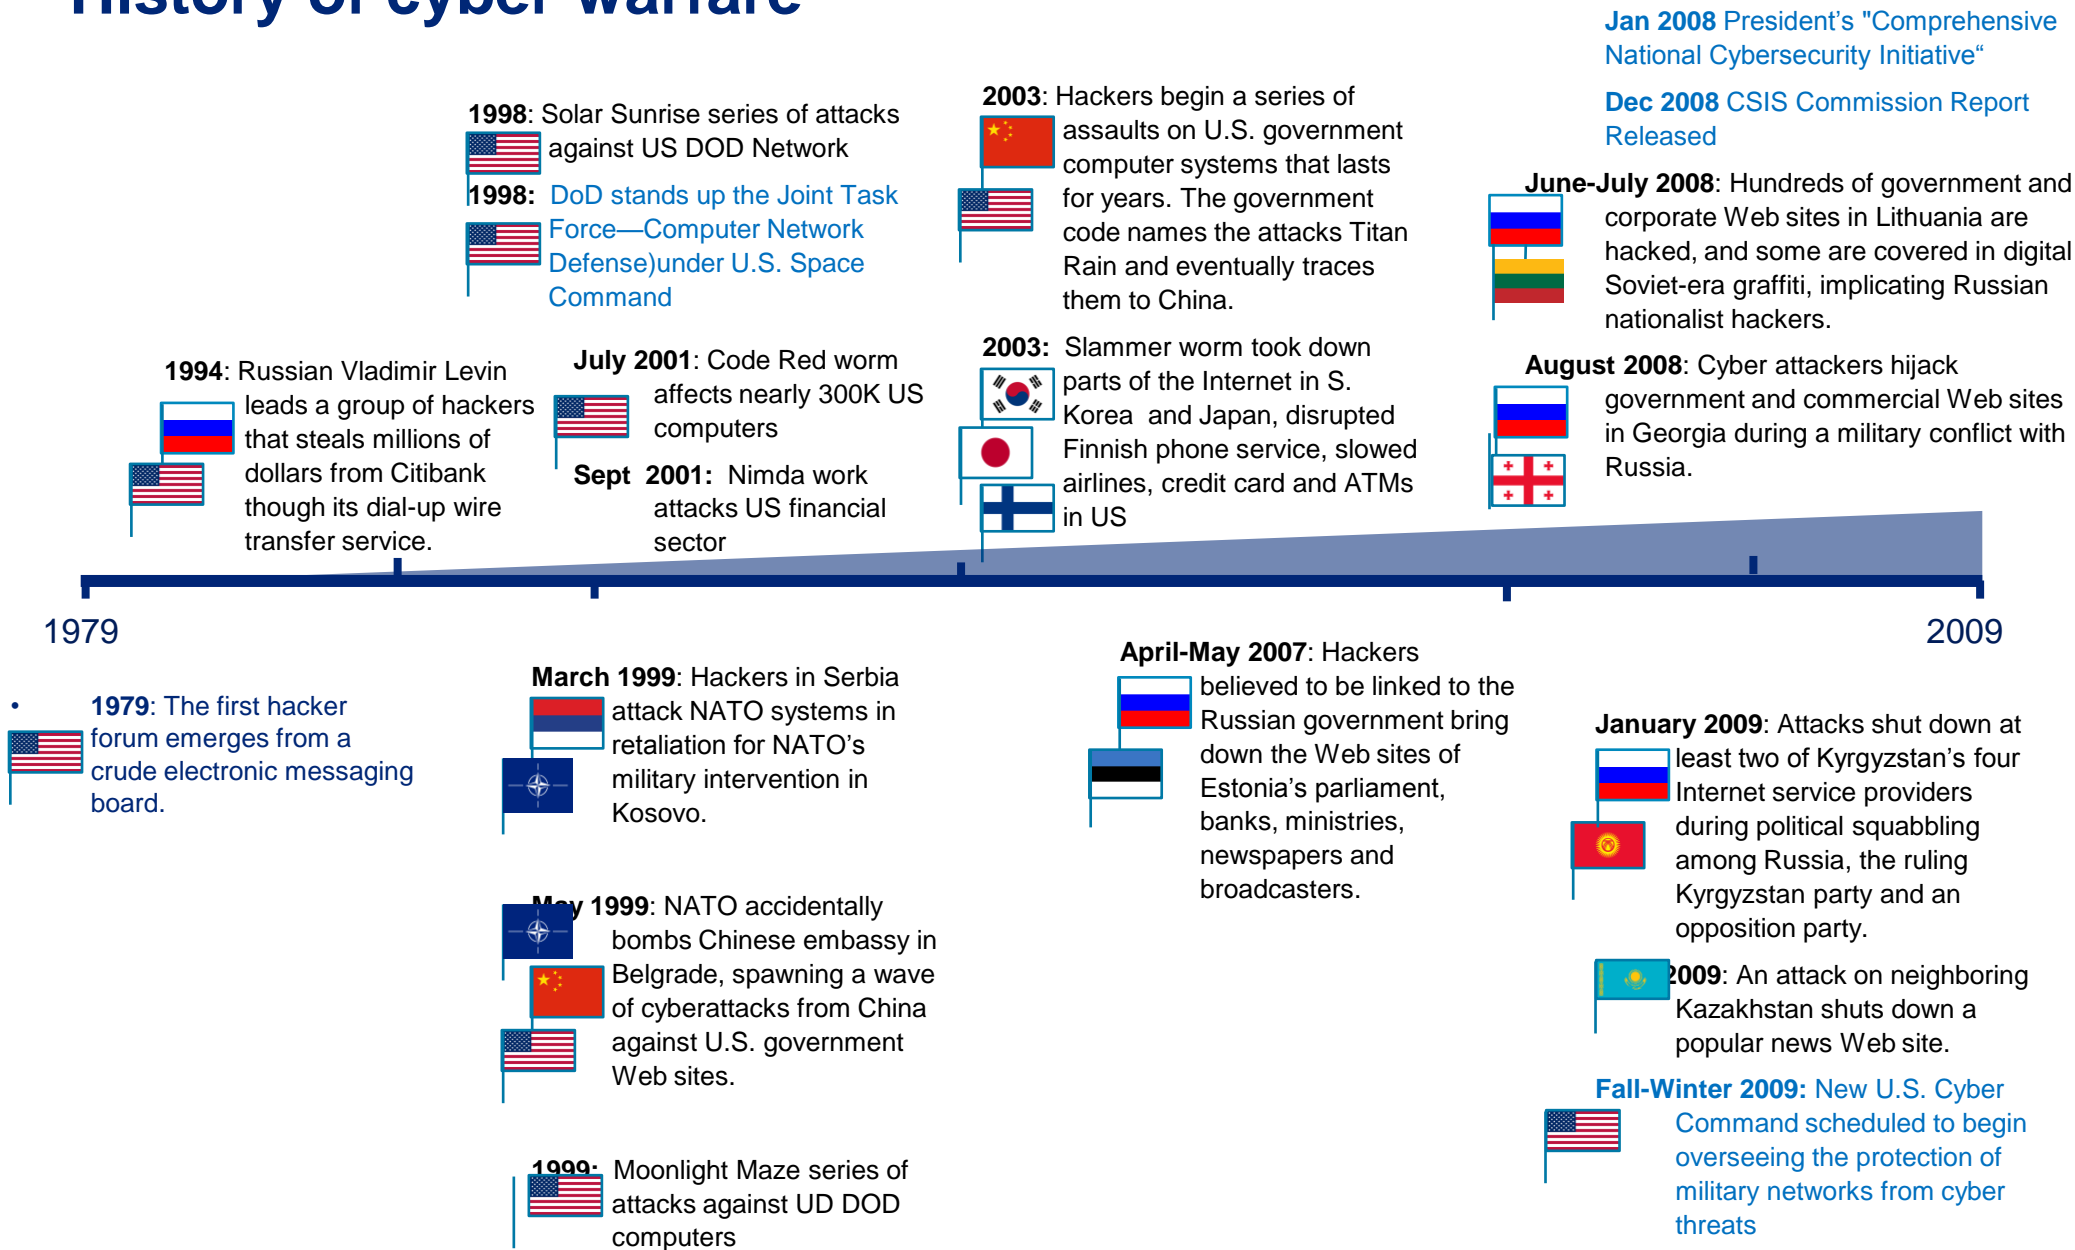 History of cyber warfare
Jan 2008 President's "Comprehensive
National Cybersecurity Initiative“
Dec 2008 CSIS Commission Report
Released
1998: Solar Sunrise series of attacks
against US DOD Network
1998: DoD stands up the Joint Task
Force—Computer Network
Defense)under U.S. Space
Command
2003: Hackers begin a series of
assaults on U.S. government
computer systems that lasts
for years. The government
code names the attacks Titan
Rain and eventually traces
them to China.
June-July 2008: Hundreds of government and
corporate Web sites in Lithuania are
hacked, and some are covered in digital
Soviet-era graffiti, implicating Russian
nationalist hackers.
1994: Russian Vladimir Levin
leads a group of hackers
that steals millions of
dollars from Citibank
though its dial-up wire
transfer service.
July 2001: Code Red worm
affects nearly 300K US
computers
Sept 2001: Nimda work
attacks US financial
sector
2003: Slammer worm took down
parts of the Internet in S.
Korea and Japan, disrupted
Finnish phone service, slowed
airlines, credit card and ATMs
in US
August 2008: Cyber attackers hijack
government and commercial Web sites
in Georgia during a military conflict with
Russia.
1979
2009
• 1979: The first hacker
forum emerges from a
crude electronic messaging
board.
March 1999: Hackers in Serbia
attack NATO systems in
retaliation for NATO's
military intervention in
Kosovo.
May 1999: NATO accidentally
bombs Chinese embassy in
Belgrade, spawning a wave
of cyberattacks from China
against U.S. government
Web sites.
1999: Moonlight Maze series of
attacks against UD DOD
computers
April-May 2007: Hackers
believed to be linked to the
Russian government bring
down the Web sites of
Estonia's parliament,
banks, ministries,
newspapers and
broadcasters.
January 2009: Attacks shut down at
least two of Kyrgyzstan's four
Internet service providers
during political squabbling
among Russia, the ruling
Kyrgyzstan party and an
opposition party.
2009: An attack on neighboring
Kazakhstan shuts down a
popular news Web site.
Fall-Winter 2009: New U.S. Cyber
Command scheduled to begin
overseeing the protection of
military networks from cyber
threats